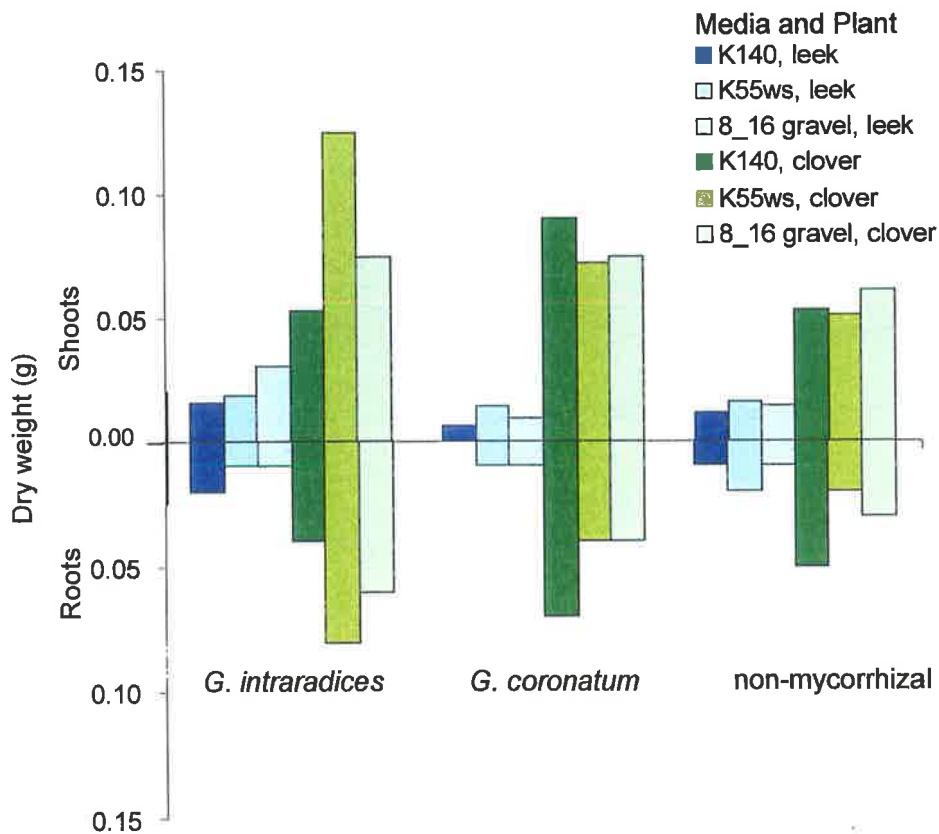 Media and Plant
K140, leek
K55ws, leek
8_16 gravel, leek
K140, clover
K55ws, clover
8_16 gravel, clover
Dry weight (g)
Shoots
Roots
0.15
0.10
0.05
0.00
0.05
0.10
0.15
G. intraradices
G. coronatum
non-mycorrhizal